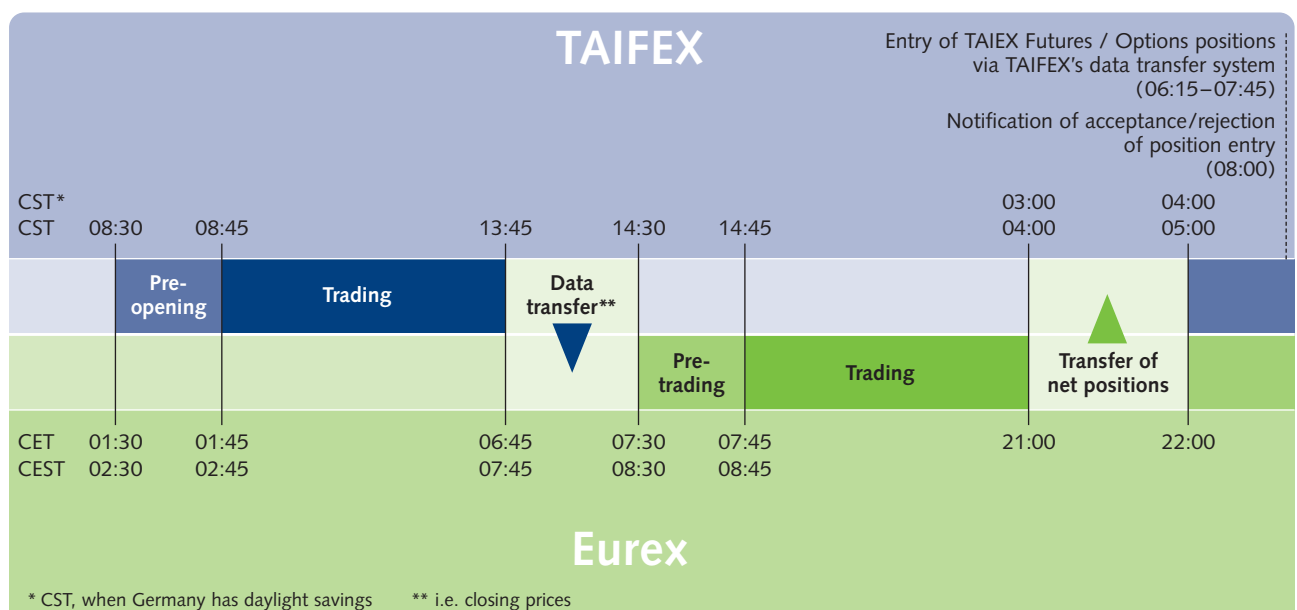 TAIFEX
Entry of TAIEX Futures / Options positions
via TAIFEX’s data transfer system
(06:15–07:45)
Notification of acceptance/rejection
of position entry
(08:00)
CST* 03:00 04:00
CST 08:30 08:45 13:45 14:30 14:45 04:00 05:00
Pre-
opening
Trading
Data
transfer**
Pre-
trading
Trading
Transfer of
net positions
CET 01:30 01:45 06:45 07:30 07:45 21:00 22:00
CEST 02:30 02:45 07:45 08:30 08:45
Eurex
* CST, when Germany has daylight savings ** i.e. closing prices